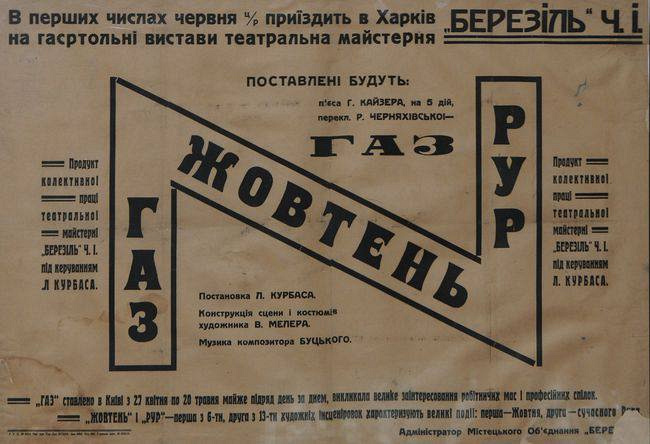 В перших числах червня ц/р приїздить в Харків
на гасртольні вистави театральна майстерня
„БЕРЕЗІЛЬ“ Ч. І.
ПОСТАВЛЕНІ БУДУТЬ:
п'єса Г. КАЙЗЕРА, на 5 дій,
перекл. Р. ЧЕРНЯХІВСЬКОЇ—
ГАЗ
ГАЗ
ЖОВТЕНЬ
РУР
Продукт
колективної
праці
театральної
майстерні
„БЕРЕЗІЛЬ“ Ч. І.
під керуванням
Л КУРБАСА.
Продукт
колективної
праці
театральної
майстерні
„БЕРЕЗІЛЬ“ Ч. І.
під керуванням
Л. КУРБАСА.
Постановка Л. КУРБАСА.
Конструкція сцени і костюмів
художника В. МЕЛЕРА.
Музика композитора БУЦЬКОГО.
„ГАЗ“ ставлено в Київі з 27 квітня по 20 травня майже підряд день за днем, викликала велике заінтересовання робітничих мас і професійних спілок.
„ЖОВТЕНЬ“ і „РУР“—перша з 6-ти, друга з 13-ти художніх інсценіровок характеризують великі події: перша—Жовтня, друга—сучасного
Адміністратор Містецького Об'єднання „БЕРЕ